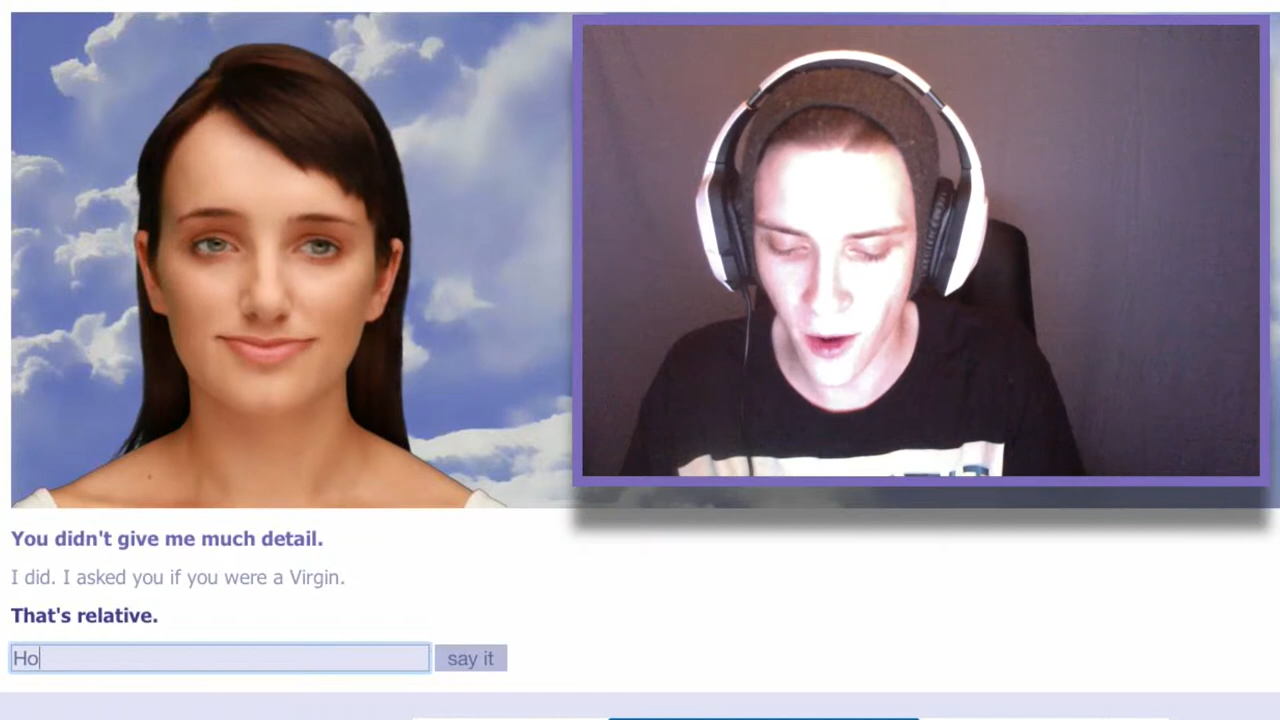 You didn't give me much detail.
I did. I asked you if you were a Virgin.
That's relative.
Ho
say it